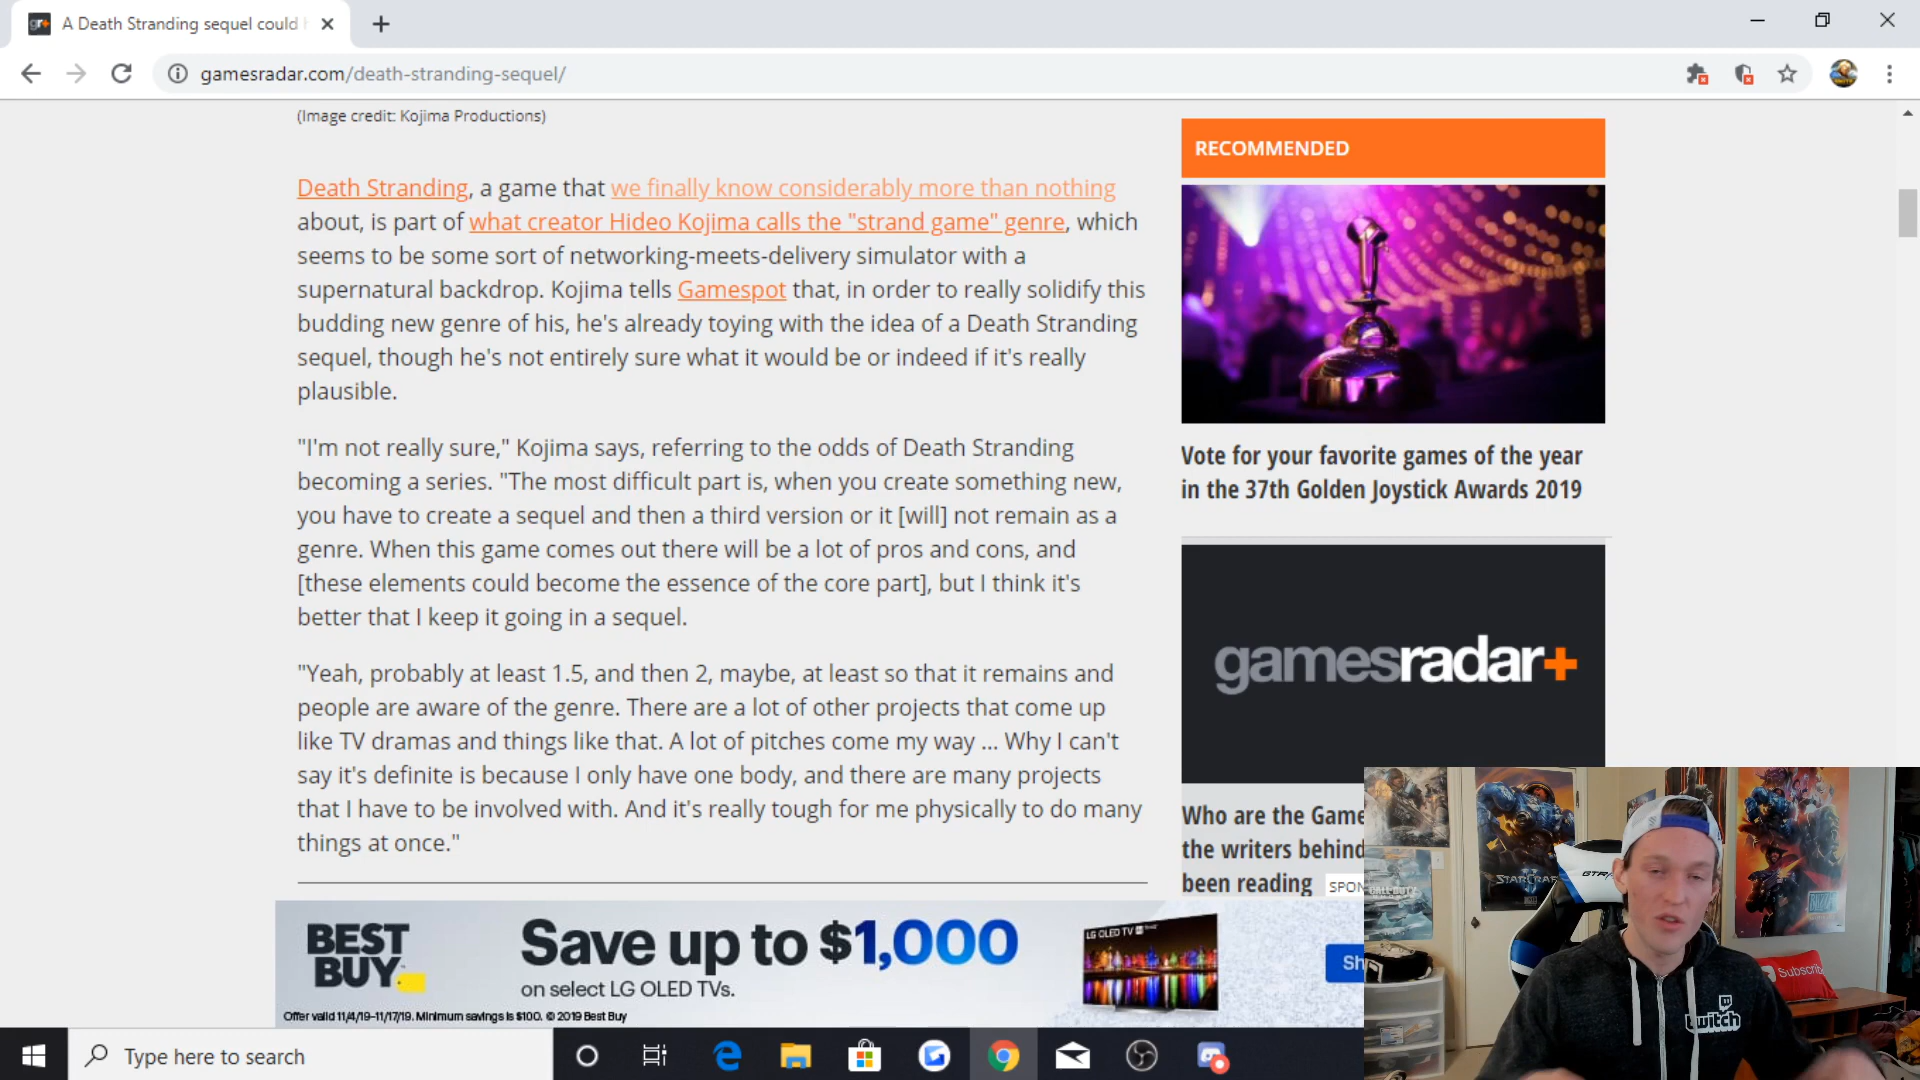 gr+ A Death Stranding sequel could
gamesradar.com/death-stranding-sequel/
(Image credit: Kojima Productions)
Death Stranding, a game that we finally know considerably more than nothing
about, is part of what creator Hideo Kojima calls the "strand game" genre, which
seems to be some sort of networking-meets-delivery simulator with a
supernatural backdrop. Kojima tells Gamespot that, in order to really solidify this
budding new genre of his, he's already toying with the idea of a Death Stranding
sequel, though he's not entirely sure what it would be or indeed if it's really
plausible.
"I'm not really sure," Kojima says, referring to the odds of Death Stranding
becoming a series. "The most difficult part is, when you create something new,
you have to create a sequel and then a third version or it [will] not remain as a
genre. When this game comes out there will be a lot of pros and cons, and
[these elements could become the essence of the core part], but I think it's
better that I keep it going in a sequel.
"Yeah, probably at least 1.5, and then 2, maybe, at least so that it remains and
people are aware of the genre. There are a lot of other projects that come up
like TV dramas and things like that. A lot of pitches come my way ... Why I can't
say it's definite is because I only have one body, and there are many projects
that I have to be involved with. And it's really tough for me physically to do many
things at once."
RECOMMENDED
Vote for your favorite games of the year
in the 37th Golden Joystick Awards 2019
gamesradar+
Who are the Game
the writers behind
been reading
SPON
BEST
BUY
Save up to $1,000
on select LG OLED TVs.
Offer valid 11/4/19–11/17/19. Minimum savings is $100. © 2019 Best Buy
LG OLED TV
Sh
STARCRAF
CALL OF DUTY
GTR
BLIZZARD
Subscrib
twitch
Type here to search